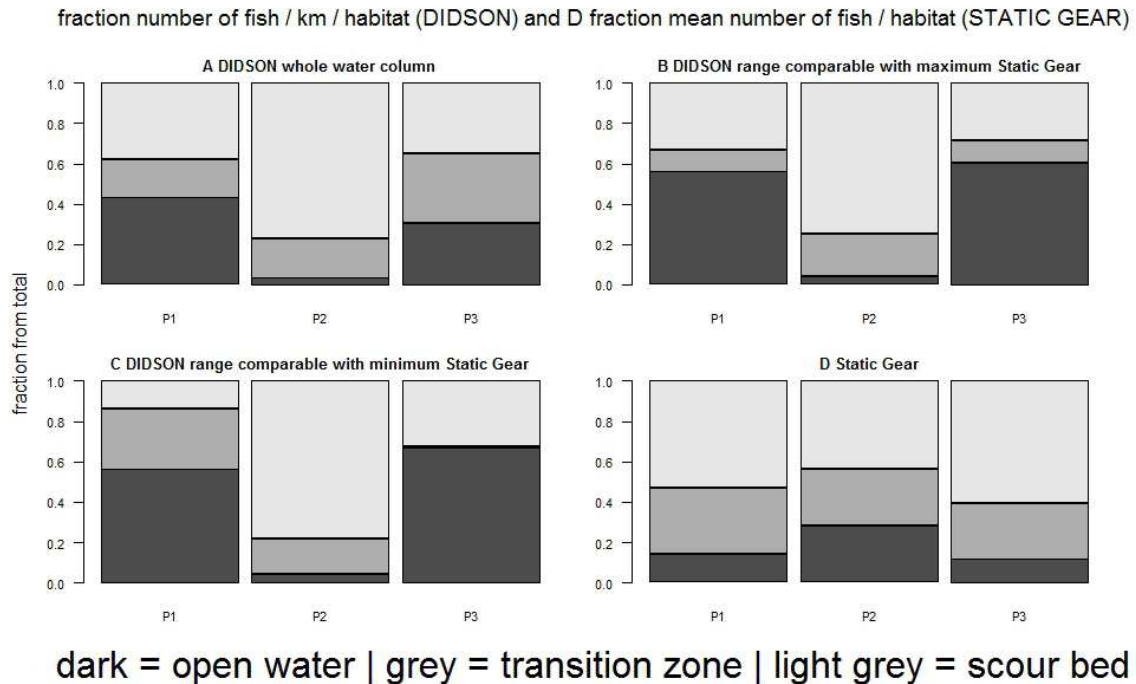 fraction number of fish / km / habitat (DIDSON) and D fraction mean number of fish / habitat (STATIC GEAR)
fraction from total
A DIDSON whole water column
1.0
0.8
0.6
0.4
0.2
0.0
P1 P2 P3
B DIDSON range comparable with maximum Static Gear
1.0
0.8
0.6
0.4
0.2
0.0
P1 P2 P3
C DIDSON range comparable with minimum Static Gear
1.0
0.8
0.6
0.4
0.2
0.0
P1 P2 P3
D Static Gear
1.0
0.8
0.6
0.4
0.2
0.0
P1 P2 P3
dark = open water | grey = transition zone | light grey = scour bed